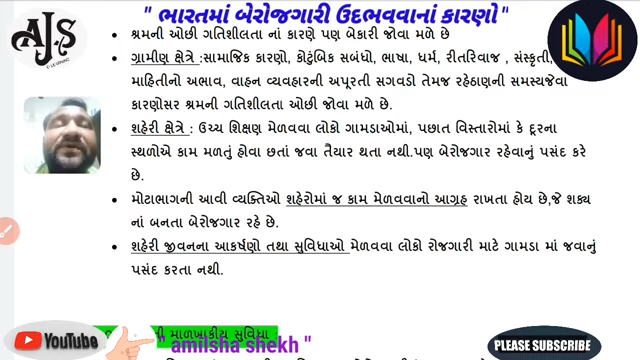 " ભારતમાં બેરોજગારી ઉદભવવાનાં કારણો "
AJS
E-LEARNING
• શ્રમની ઓછી ગતિશીલતા નાં કારણે પણ બેકારી જોવા મળે છે
• ગ્રામીણ ક્ષેત્રે :સામાજિક કારણો, કોટુંબિક સબંધો, ભાષા, ધર્મ, રીતરિવાજ , સંસ્કૃતી,
માહિતીનો અભાવ, વાહન વ્યવહારની અપૂરતી સગવડો તેમજ રહેઠાણની સમસ્યજેવા
કારણોસર શ્રમની ગતિશીલતા ઓછી જોવા મળે છે.
• શહેરી ક્ષેત્રે : ઉચ્ચ શિક્ષણ મેળવવા લોકો ગામડાઓમાં, પછાત વિસ્તારોમાં કે દૂરના
સ્થળોએ કામ મળતું હોવા છતાં જવા તૈયાર થતા નથી.પણ બેરોજગાર રહેવાનું પસંદ કરે
છે.
• મોટાભાગની આવી વ્યક્તિઓ શહેરોમાં જ કામ મેળવવાનો આગ્રહ રાખતા હોય છે,જે શક્ય
નાં બનતા બેરોજગાર રહે છે.
• શહેરી જીવનના આકર્ષણો તથા સુવિધાઓ મેળવવા લોકો રોજગારી માટે ગામડા માં જવાનું
પસંદ કરતા નથી.
માળખાકીય સુવિધા :
YouTube
" amilsha shekh "
PLEASE SUBSCRIBE